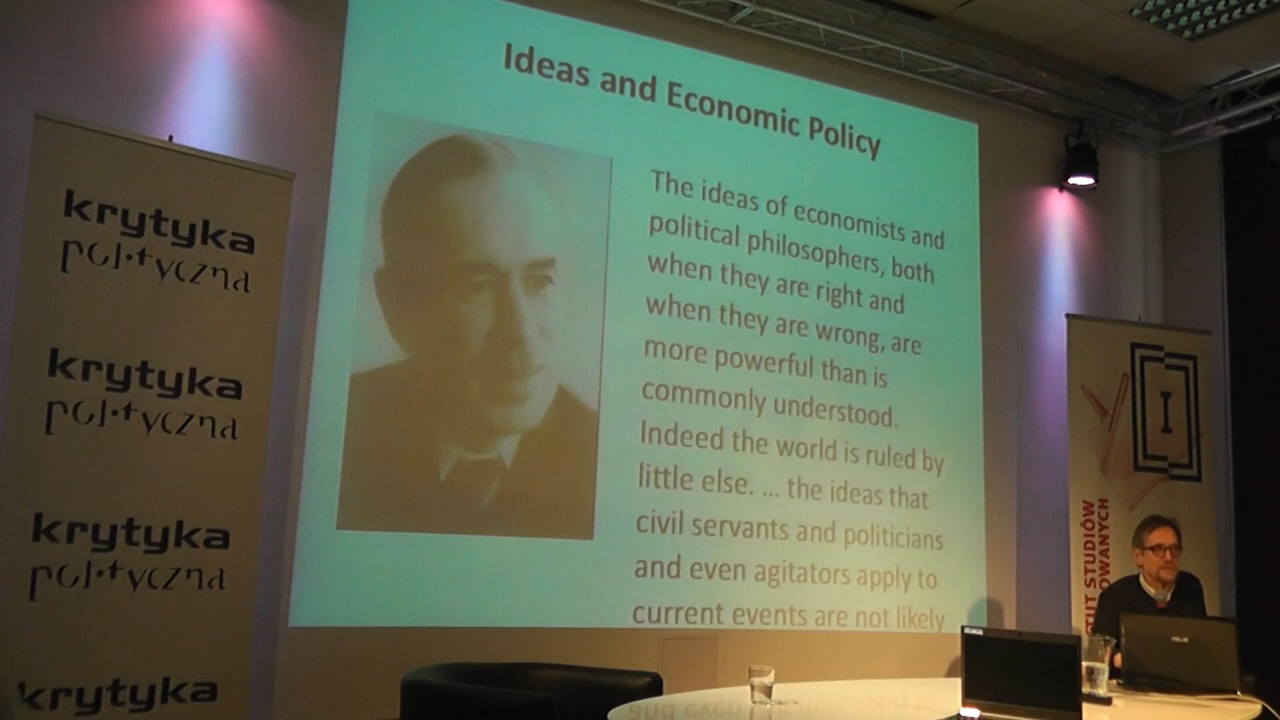 Ideas and Economic Policy
The ideas of economists and
political philosophers, both
when they are right and
when they are wrong, are
more powerful than is
commonly understood.
Indeed the world is ruled by
little else. ... the ideas that
civil servants and politicians
and even agitators apply to
current events are not likely
krytyka
polityczna
krytyka
polityczna
krytyka
polityczna
krytyka
I
STUDIÓW
OWANYCH
ASUS